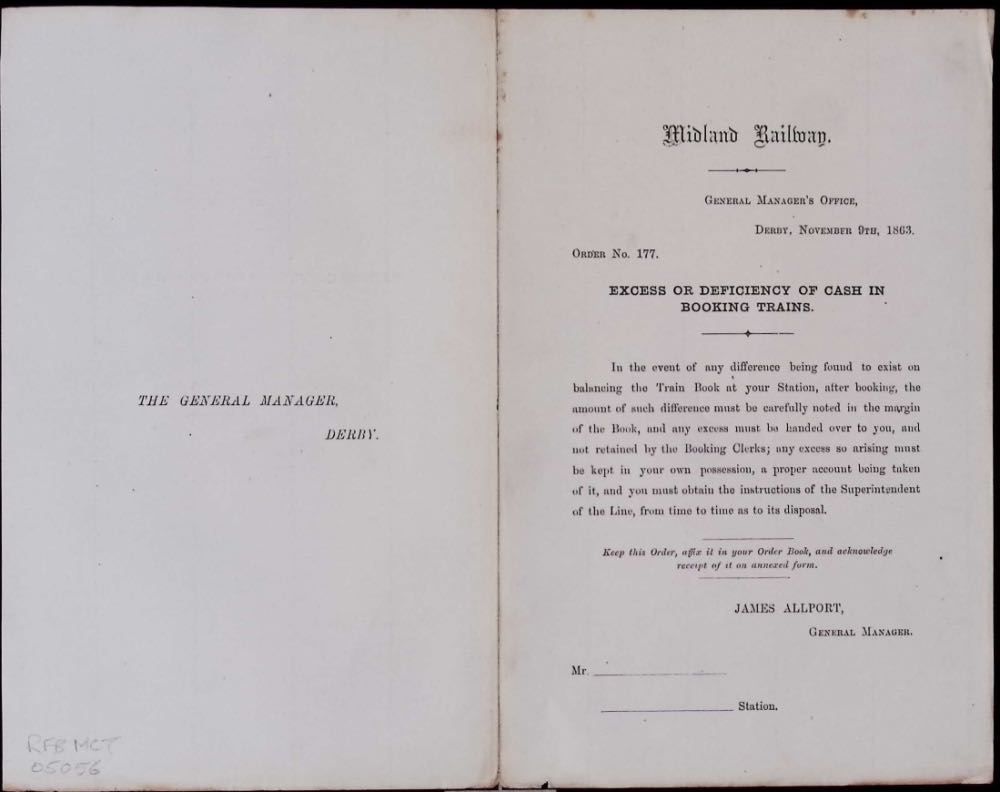 THE GENERAL MANAGER,
DERBY.
RFB MCT
05056
Midland Railway.
GENERAL MANAGER'S OFFICE,
DERBY, NOVEMBER 9TH, 1863.
ORDER No. 177.
EXCESS OR DEFICIENCY OF CASH IN
BOOKING TRAINS.
In the event of any difference being found to exist on
balancing the Train Book at your Station, after booking, the
amount of such difference must be carefully noted in the margin
of the Book, and any excess must be handed over to you, and
not retained by the Booking Clerks; any excess so arising must
be kept in your own possession, a proper account being taken
of it, and you must obtain the instructions of the Superintendent
of the Line, from time to time as to its disposal.
Keep this Order, affix it in your Order Book, and acknowledge
receipt of it on annexed form.
JAMES ALLPORT,
GENERAL MANAGER.
Mr.
Station.